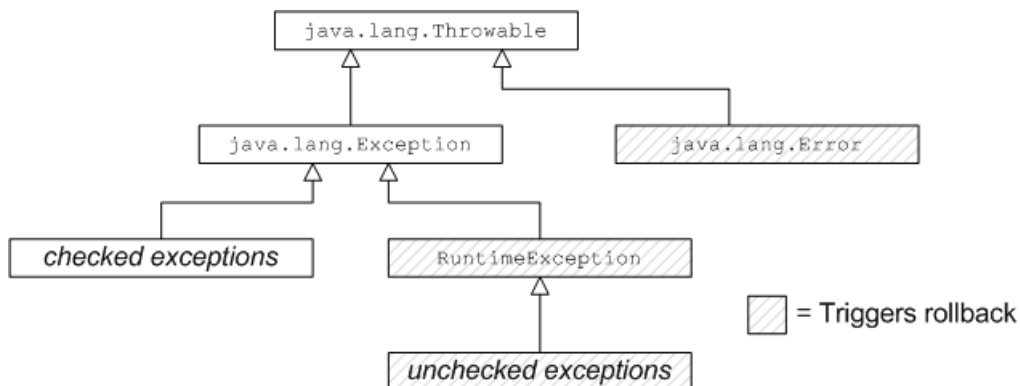 java.lang.Throwable
java.lang.Exception
java.lang.Error
checked exceptions
RuntimeException
= Triggers rollback
unchecked exceptions